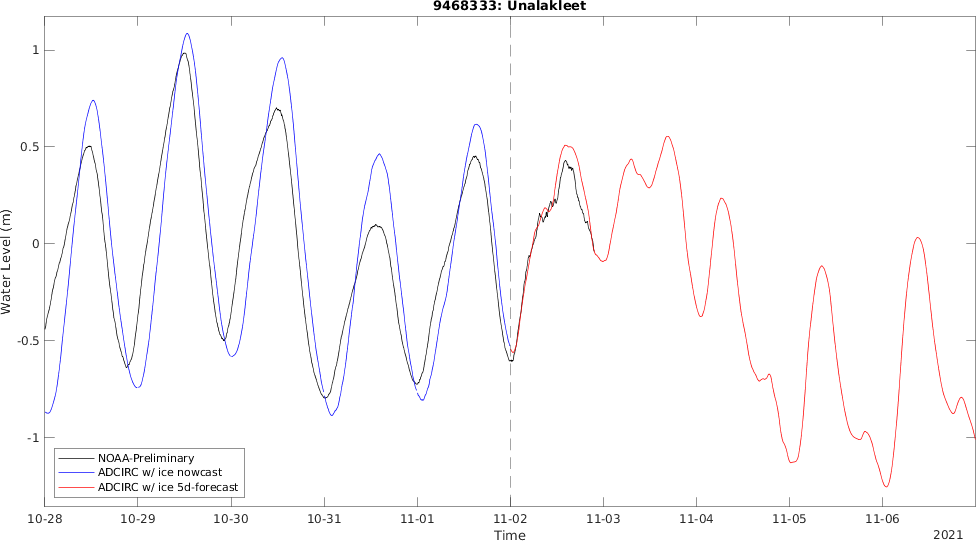 9468333: Unalakleet
Water Level (m)
1
0.5
0
-0.5
-1
NOAA-Preliminary
ADCIRC w/ ice nowcast
ADCIRC w/ ice 5d-forecast
10-28 10-29 10-30 10-31 11-01 11-02 11-03 11-04 11-05 11-06
Time
2021